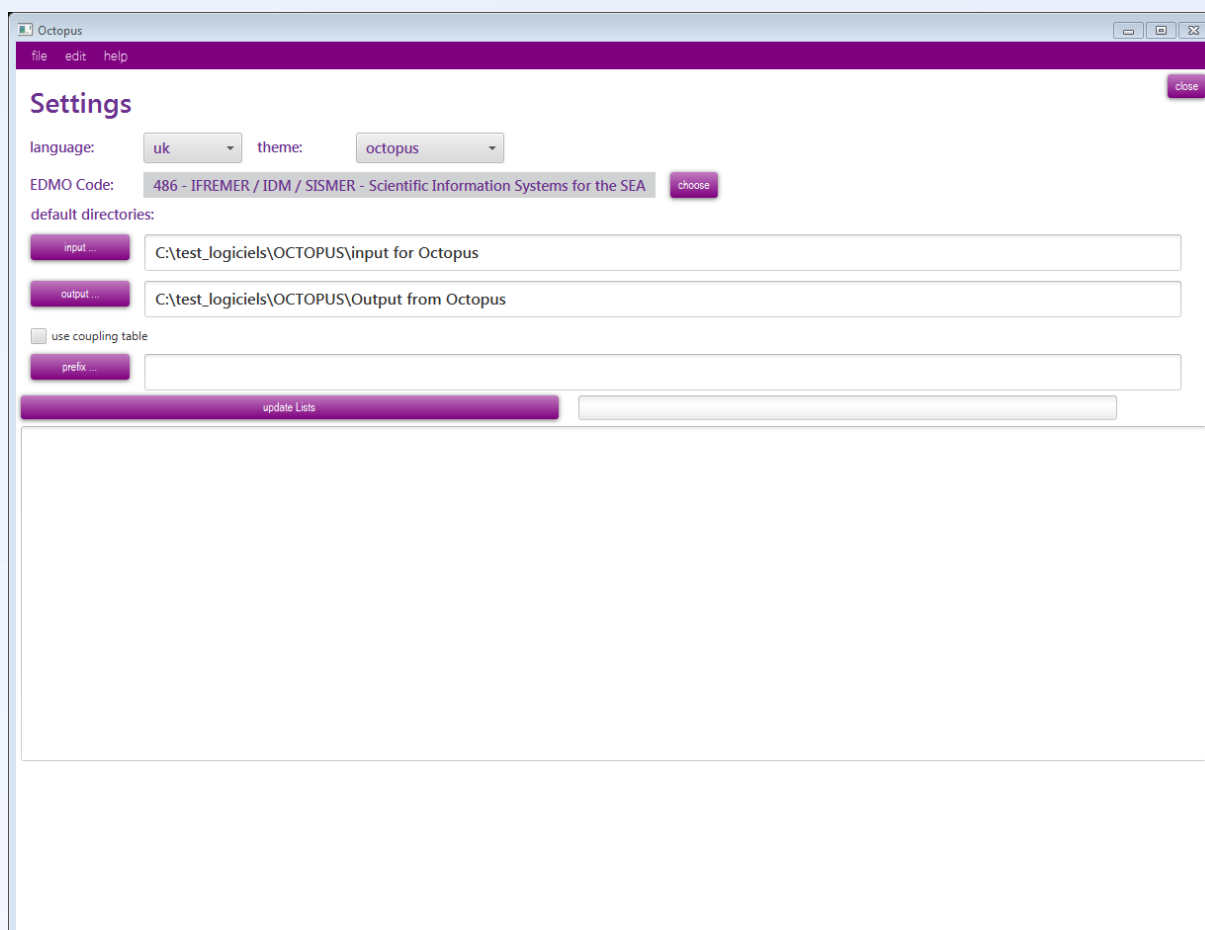 Octopus
file edit help
close
Settings
language: uk theme: octopus
EDMO Code: 486 - IFREMER / IDM / SISMER - Scientific Information Systems for the SEA choose
default directories:
input ... C:\test_logiciels\OCTOPUS\input for Octopus
output ... C:\test_logiciels\OCTOPUS\Output from Octopus
use coupling table
prefix ...
update Lists